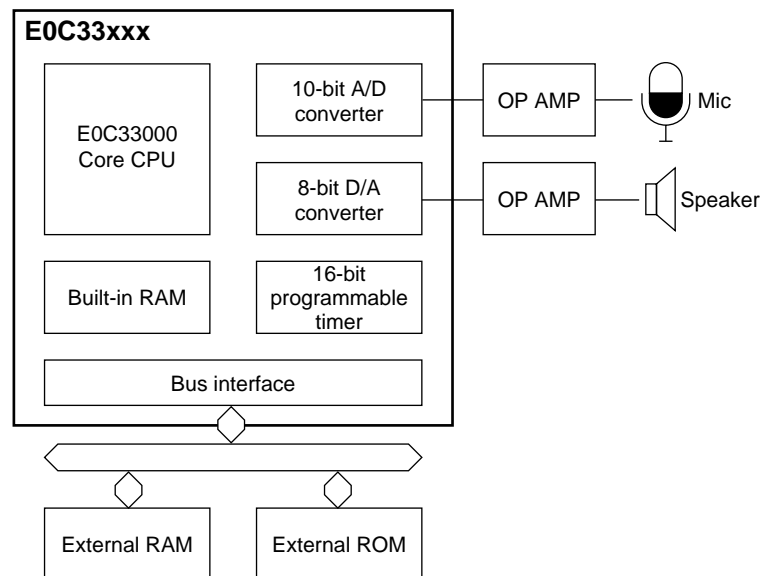 E0C33xxx
E0C33000
Core CPU
10-bit A/D
converter
OP AMP
Mic
8-bit D/A
converter
OP AMP
Speaker
Built-in RAM
16-bit
programmable
timer
Bus interface
External RAM
External ROM